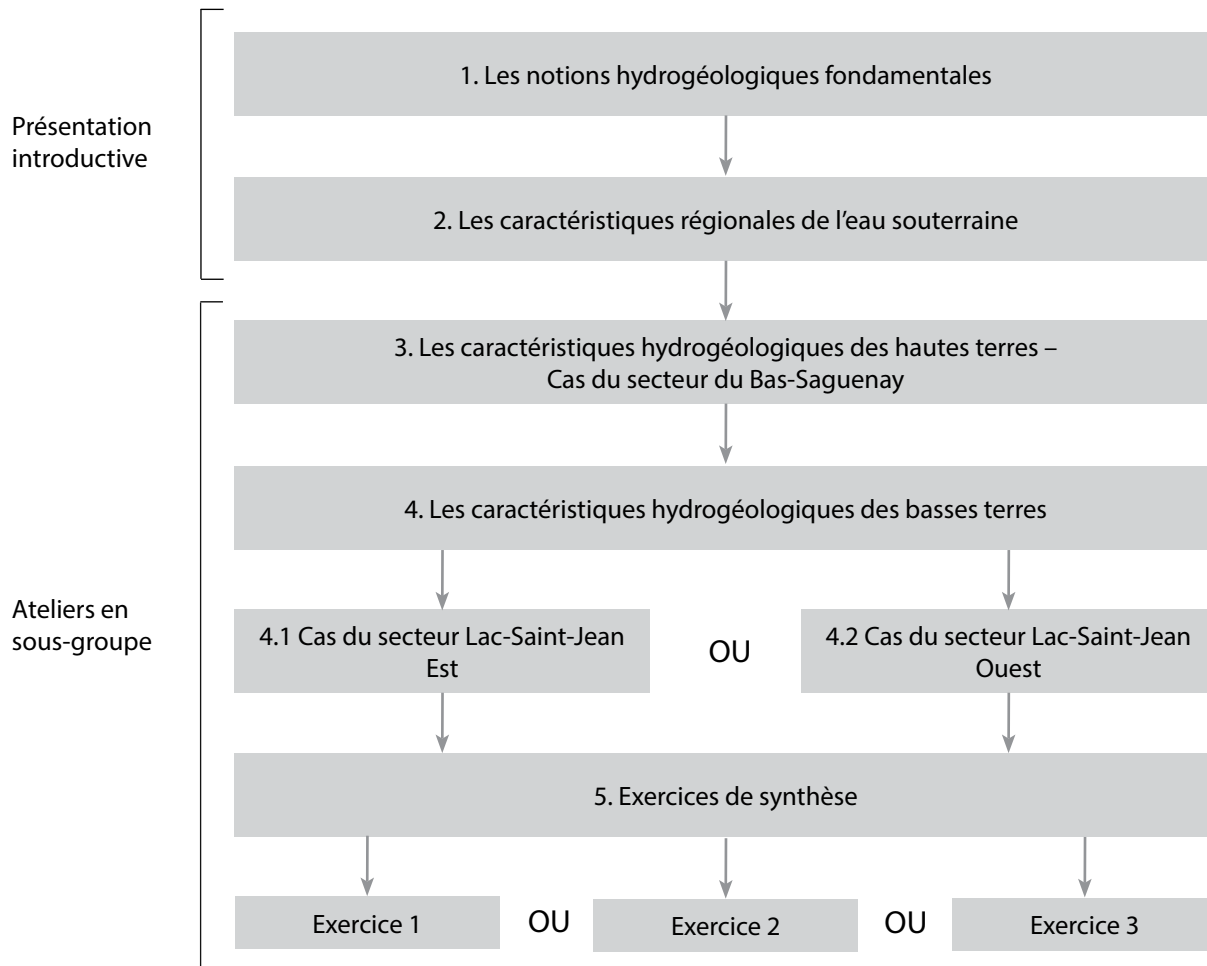 Présentation
introductive
1. Les notions hydrogéologiques fondamentales
2. Les caractéristiques régionales de l'eau souterraine
Ateliers en
sous-groupe
3. Les caractéristiques hydrogéologiques des hautes terres –
Cas du secteur du Bas-Saguenay
4. Les caractéristiques hydrogéologiques des basses terres
4.1 Cas du secteur Lac-Saint-Jean
Est
OU
4.2 Cas du secteur Lac-Saint-Jean
Ouest
5. Exercices de synthèse
Exercice 1
OU
Exercice 2
OU
Exercice 3